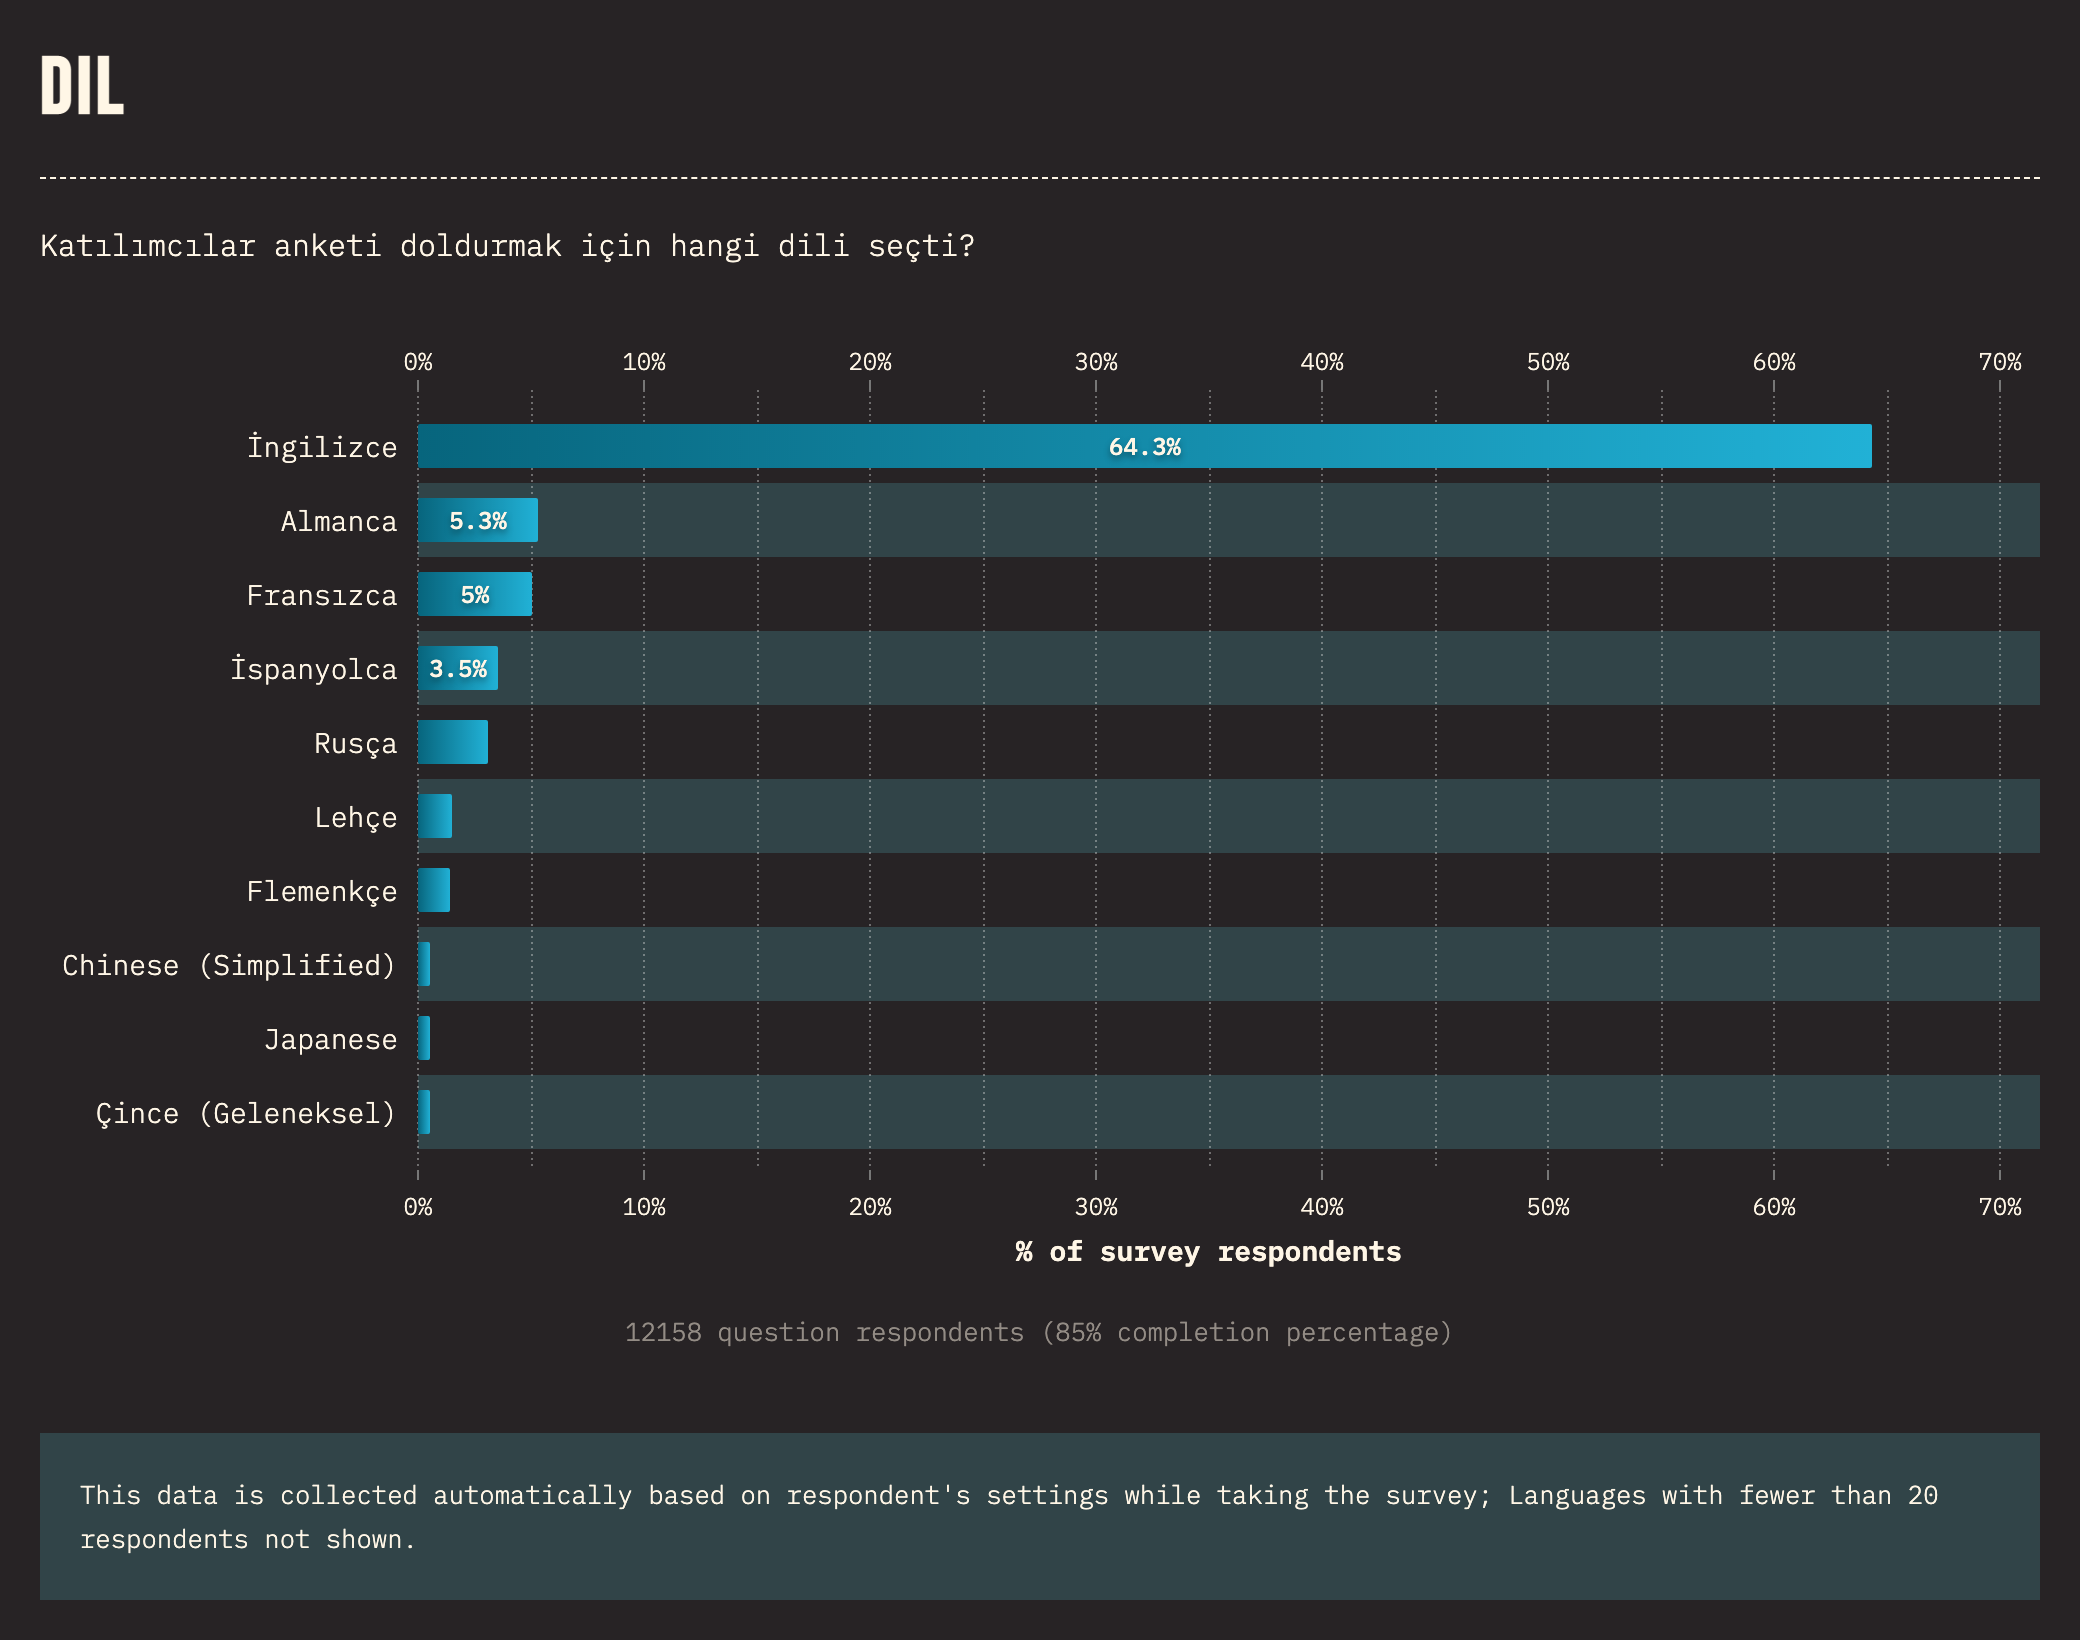 DIL
Katılımcılar anketi doldurmak için hangi dili seçti?
0% 10% 20% 30% 40% 50% 60% 70%
İngilizce 64.3%
Almanca 5.3%
Fransızca 5%
İspanyolca 3.5%
Rusça
Lehçe
Flemenkçe
Chinese (Simplified)
Japanese
Çince (Geleneksel)
0% 10% 20% 30% 40% 50% 60% 70%
% of survey respondents
12158 question respondents (85% completion percentage)
This data is collected automatically based on respondent's settings while taking the survey; Languages with fewer than 20
respondents not shown.